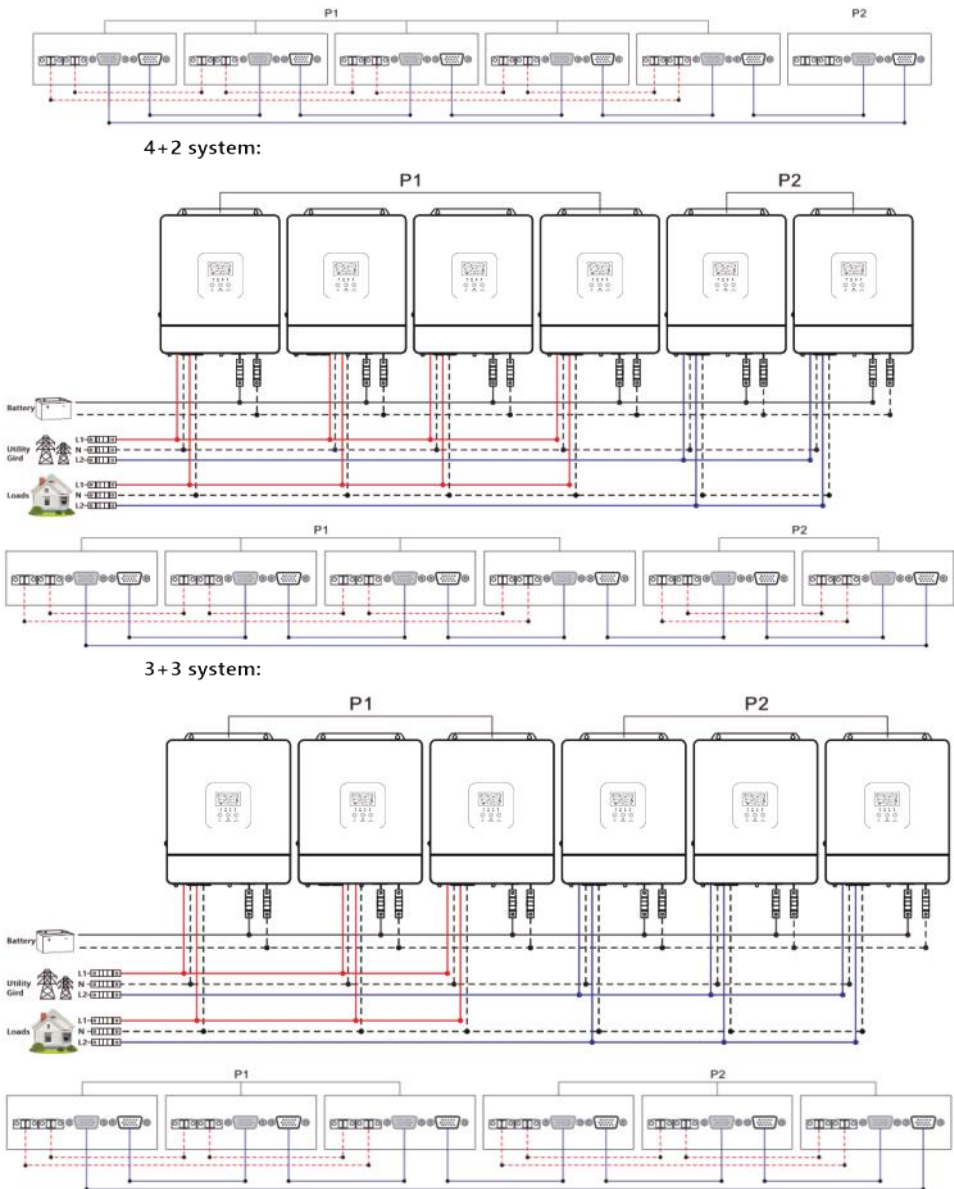 P1 P2
4+2 system:
P1 P2
Battery
Utility
Gird
L1
N
L2
Loads
L1
N
L2
P1 P2
3+3 system:
P1 P2
Battery
Utility
Gird
L1
N
L2
Loads
L1
N
L2
P1 P2